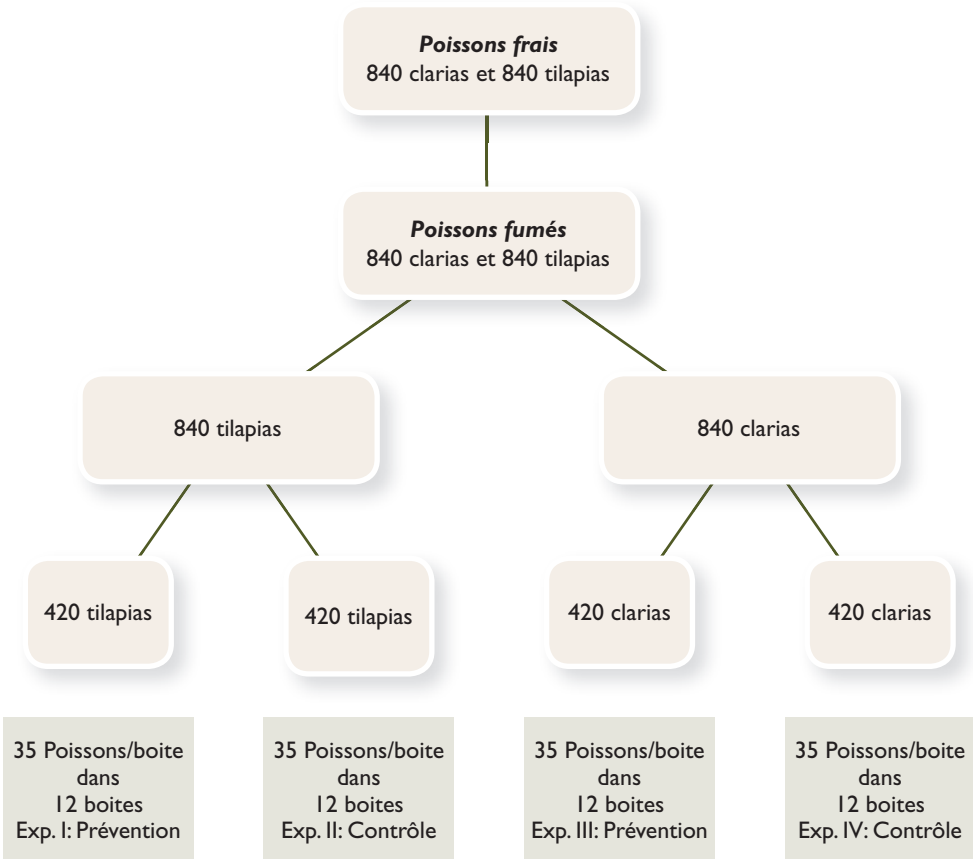 Poissons frais
840 clarias et 840 tilapias
Poissons fumés
840 clarias et 840 tilapias
840 tilapias
840 clarias
420 tilapias
420 tilapias
420 clarias
420 clarias
35 Poissons/boite
dans
12 boites
Exp. I: Prévention
35 Poissons/boite
dans
12 boites
Exp. II: Contrôle
35 Poissons/boite
dans
12 boites
Exp. III: Prévention
35 Poissons/boite
dans
12 boites
Exp. IV: Contrôle